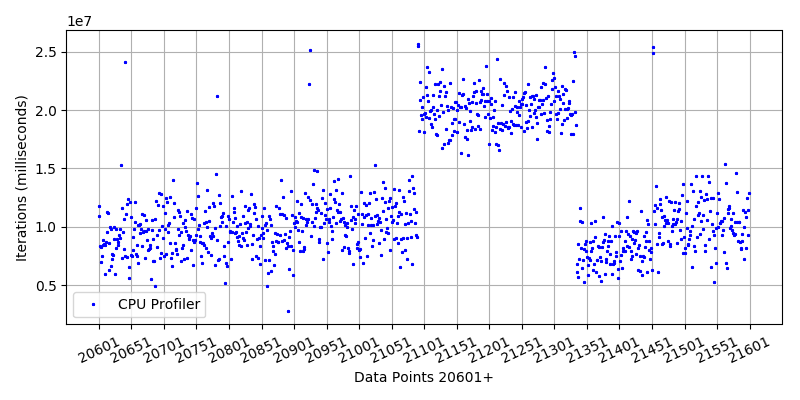 1e7
2.5
2.0
1.5
1.0
0.5
Iterations (milliseconds)
CPU Profiler
20601 20651 20701 20751 20801 20851 20901 20951 21001 21051 21101 21151 21201 21251 21301 21351 21401 21451 21501 21551 21601
Data Points 20601+